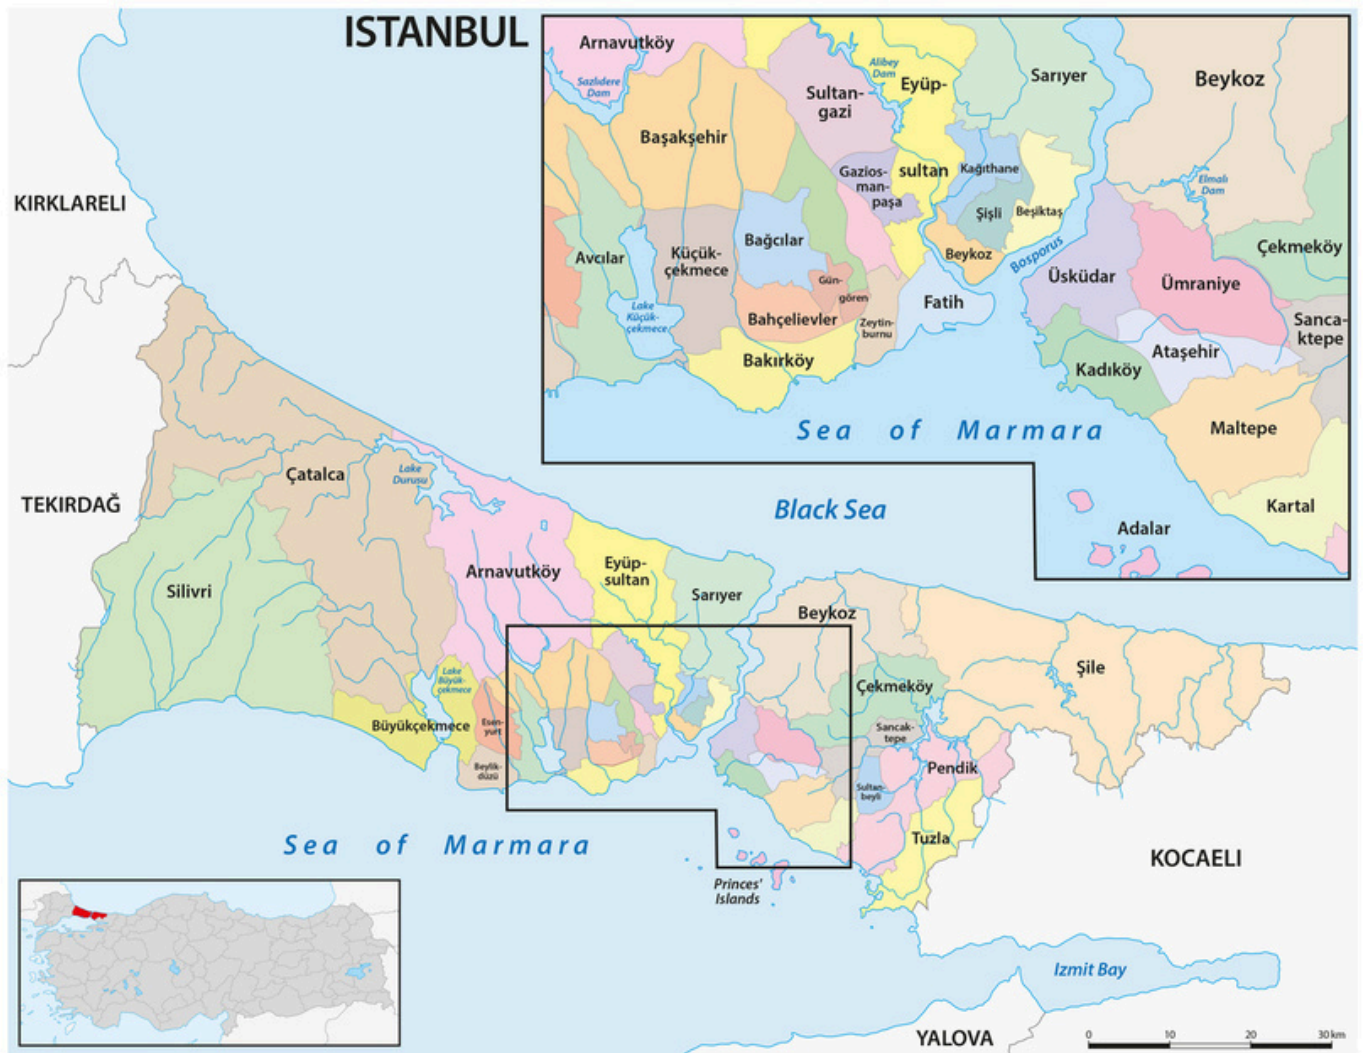 ISTANBUL
Arnavutköy
Sazlıdere
Dam
Başakşehir
Sultan-
gazi
Alibey
Dam
Eyüp-
sultan
Sarıyer
Beykoz
Gazios-
man-
paşa
Kağıthane
Şişli
Beşiktaş
Elmalı
Dam
Avcılar
Küçük-
çekmece
Bağcılar
Beykoz
Bosporus
Üsküdar
Ümraniye
Çekmeköy
Lake
Küçük-
çekmece
Gün-
gören
Bahçelievler
Zeytin-
burnu
Fatih
Sanca-
ktepe
Bakırköy
Kadıköy
Ataşehir
Maltepe
Sea of Marmara
Kartal
Adalar
KIRKLARELI
TEKIRDAĞ
Black Sea
Çatalca
Lake
Durusu
Silivri
Arnavutköy
Eyüp-
sultan
Sarıyer
Beykoz
Şile
Çekmeköy
Lake
Büyük-
çekmece
Büyükçekmece
Esen-
yurt
Beylik-
düzü
Sancak-
tepe
Pendik
Sultan-
beyli
Tuzla
Sea of Marmara
Princes'
Islands
KOCAELI
Izmit Bay
YALOVA
0 10 20 30 km